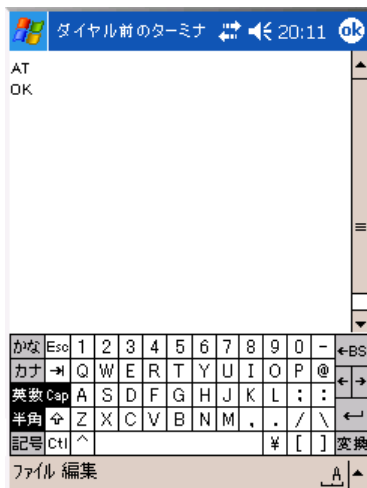 ダイヤル前のターミナ 20:11 ok
AT
OK
かな Esc 1 2 3 4 5 6 7 8 9 0 - ←BS
カナ →| Q W E R T Y U I O P @ ← →
英数 Cap A S D F G H J K L ; :
半角 Z X C V B N M , . / \ ↵
記号 Ctl ^ ¥ [ ] 変換
ファイル 編集 A